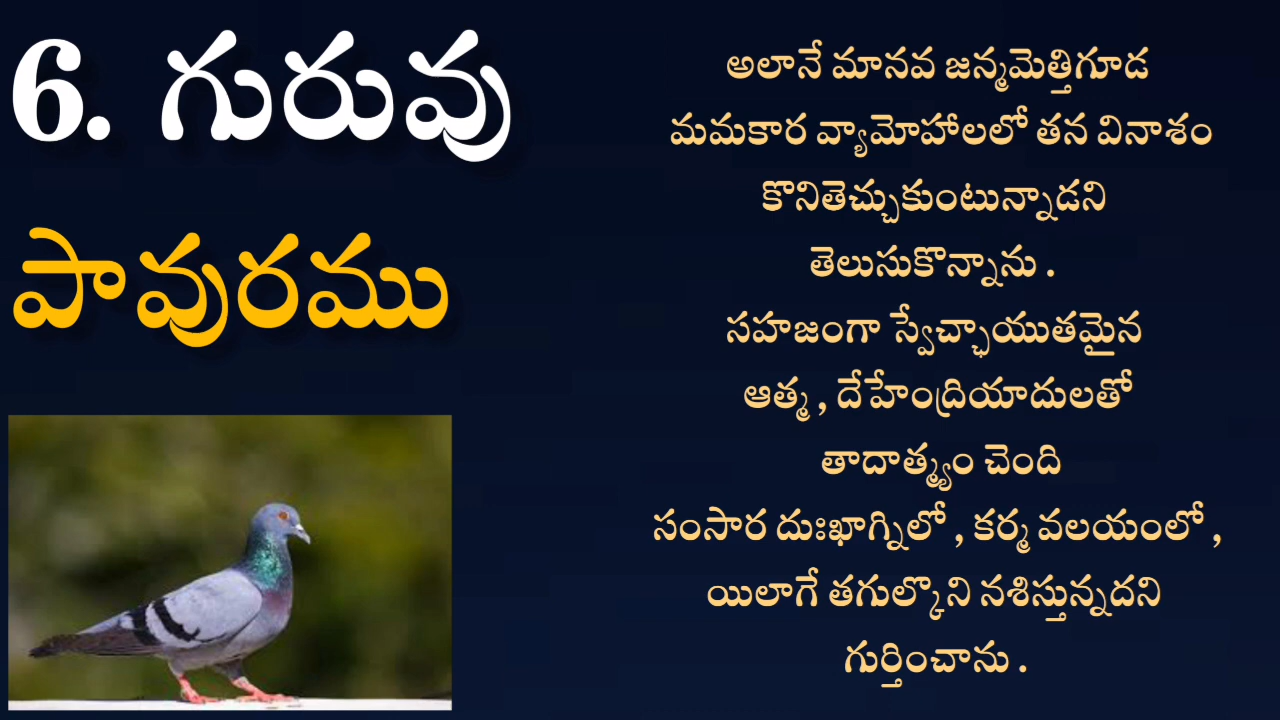 6. గురువు
పావురము
అలానే మానవ జన్మమెత్తిగూడ
మమకార వ్యామోహాలలో తన వినాశం
కొనితెచ్చుకుంటున్నాడని
తెలుసుకొన్నాను .
సహజంగా స్వేచ్ఛాయుతమైన
ఆత్మ , దేహేంద్రియాదులతో
తాదాత్మ్యం చెంది
సంసార దుఃఖాగ్నిలో , కర్మ వలయంలో ,
యిలాగే తగుల్కొని నశిస్తున్నదని
గుర్తించాను .